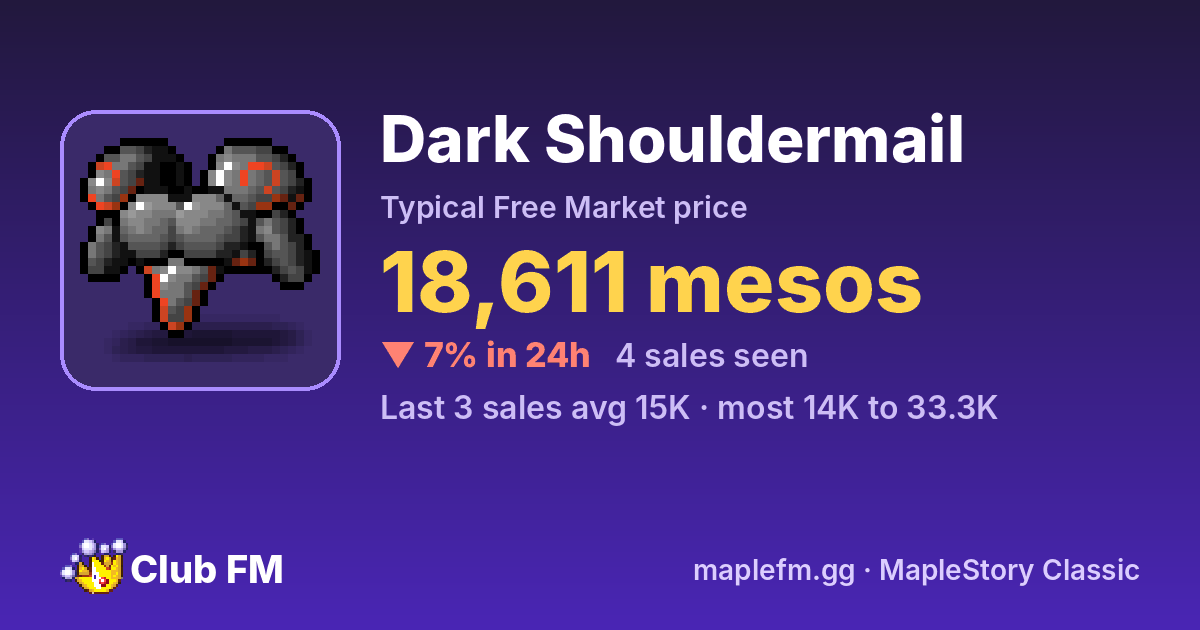 Dark Shouldermail
Typical Free Market price
18,611 mesos
▼ 7% in 24h 4 sales seen
Last 3 sales avg 15K · most 14K to 33.3K
Club FM
maplefm.gg · MapleStory Classic